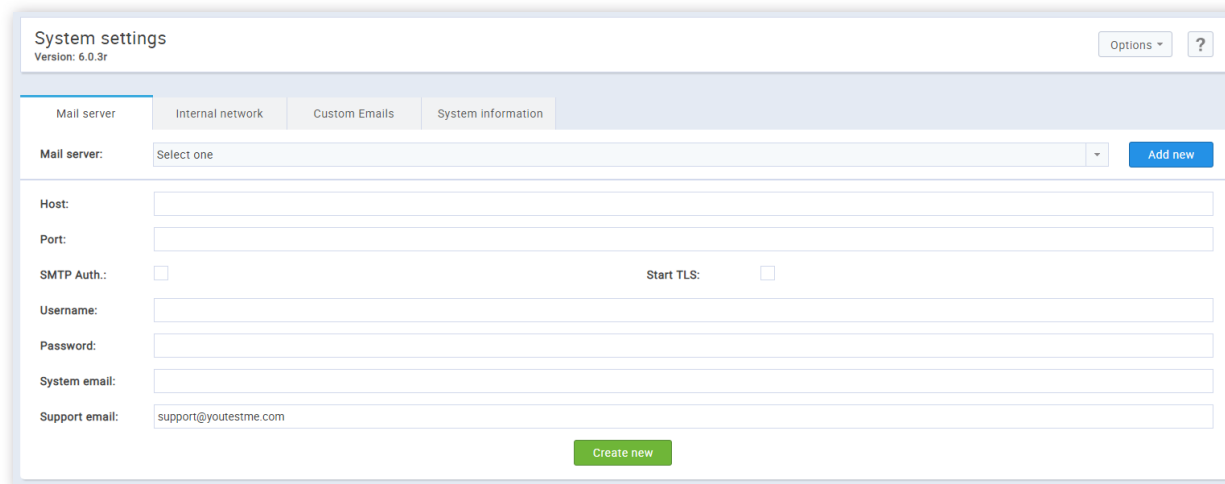 System settings
Version: 6.0.3r
Options
?
Mail server
Internal network
Custom Emails
System information
Mail server:
Select one
Add new
Host:
Port:
SMTP Auth.:
Start TLS:
Username:
Password:
System email:
Support email:
support@youtestme.com
Create new